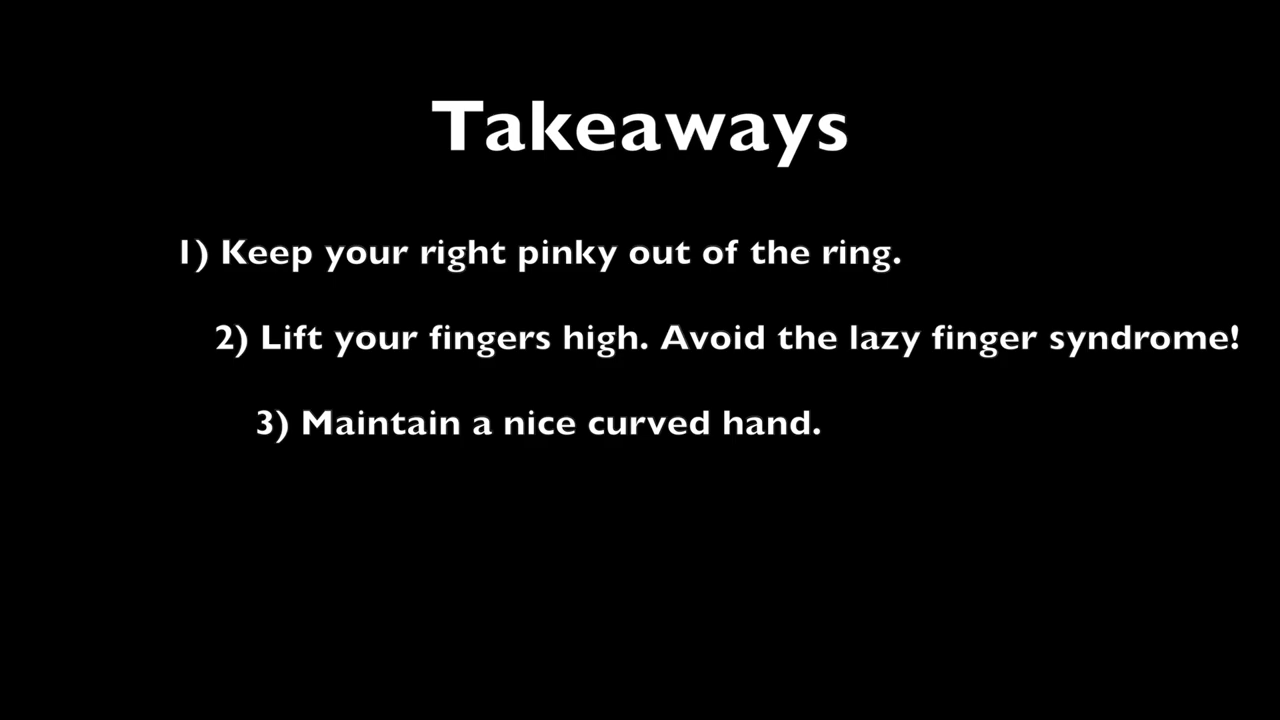 Takeaways
1) Keep your right pinky out of the ring.
2) Lift your fingers high. Avoid the lazy finger syndrome!
3) Maintain a nice curved hand.